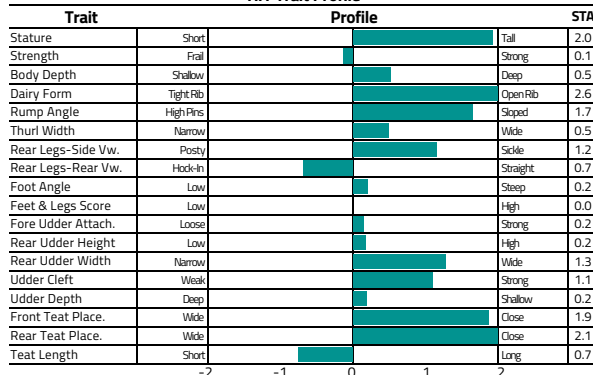 Trait Profile STA
Stature Short Tall 2.0
Strength Frail Strong 0.1
Body Depth Shallow Deep 0.5
Dairy Form Tight Rib Open Rib 2.6
Rump Angle High Pins Sloped 1.7
Thurl Width Narrow Wide 0.5
Rear Legs-Side Vw. Posty Sickle 1.2
Rear Legs-Rear Vw. Hock-In Straight 0.7
Foot Angle Low Steep 0.2
Feet & Legs Score Low High 0.0
Fore Udder Attach. Loose Strong 0.2
Rear Udder Height Low High 0.2
Rear Udder Width Narrow Wide 1.3
Udder Cleft Weak Strong 1.1
Udder Depth Deep Shallow 0.2
Front Teat Place. Wide Close 1.9
Rear Teat Place. Wide Close 2.1
Teat Length Short Long 0.7
-2 -1 0 1 2